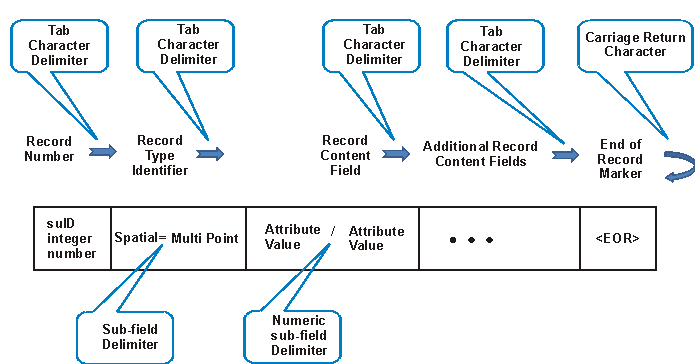 Tab
Character
Delimiter
Tab
Character
Delimiter
Tab
Character
Delimiter
Tab
Character
Delimiter
Carriage Return
Character
Record
Number
Record
Type
Identifier
Record
Content
Field
Additional Record
Content Fields
End of
Record
Marker
suID
integer
number
Spatial= Multi Point
Attribute
Value
/
Attribute
Value
• • •
<EOR>
Sub-field
Delimiter
Numeric
sub-field
Delimiter